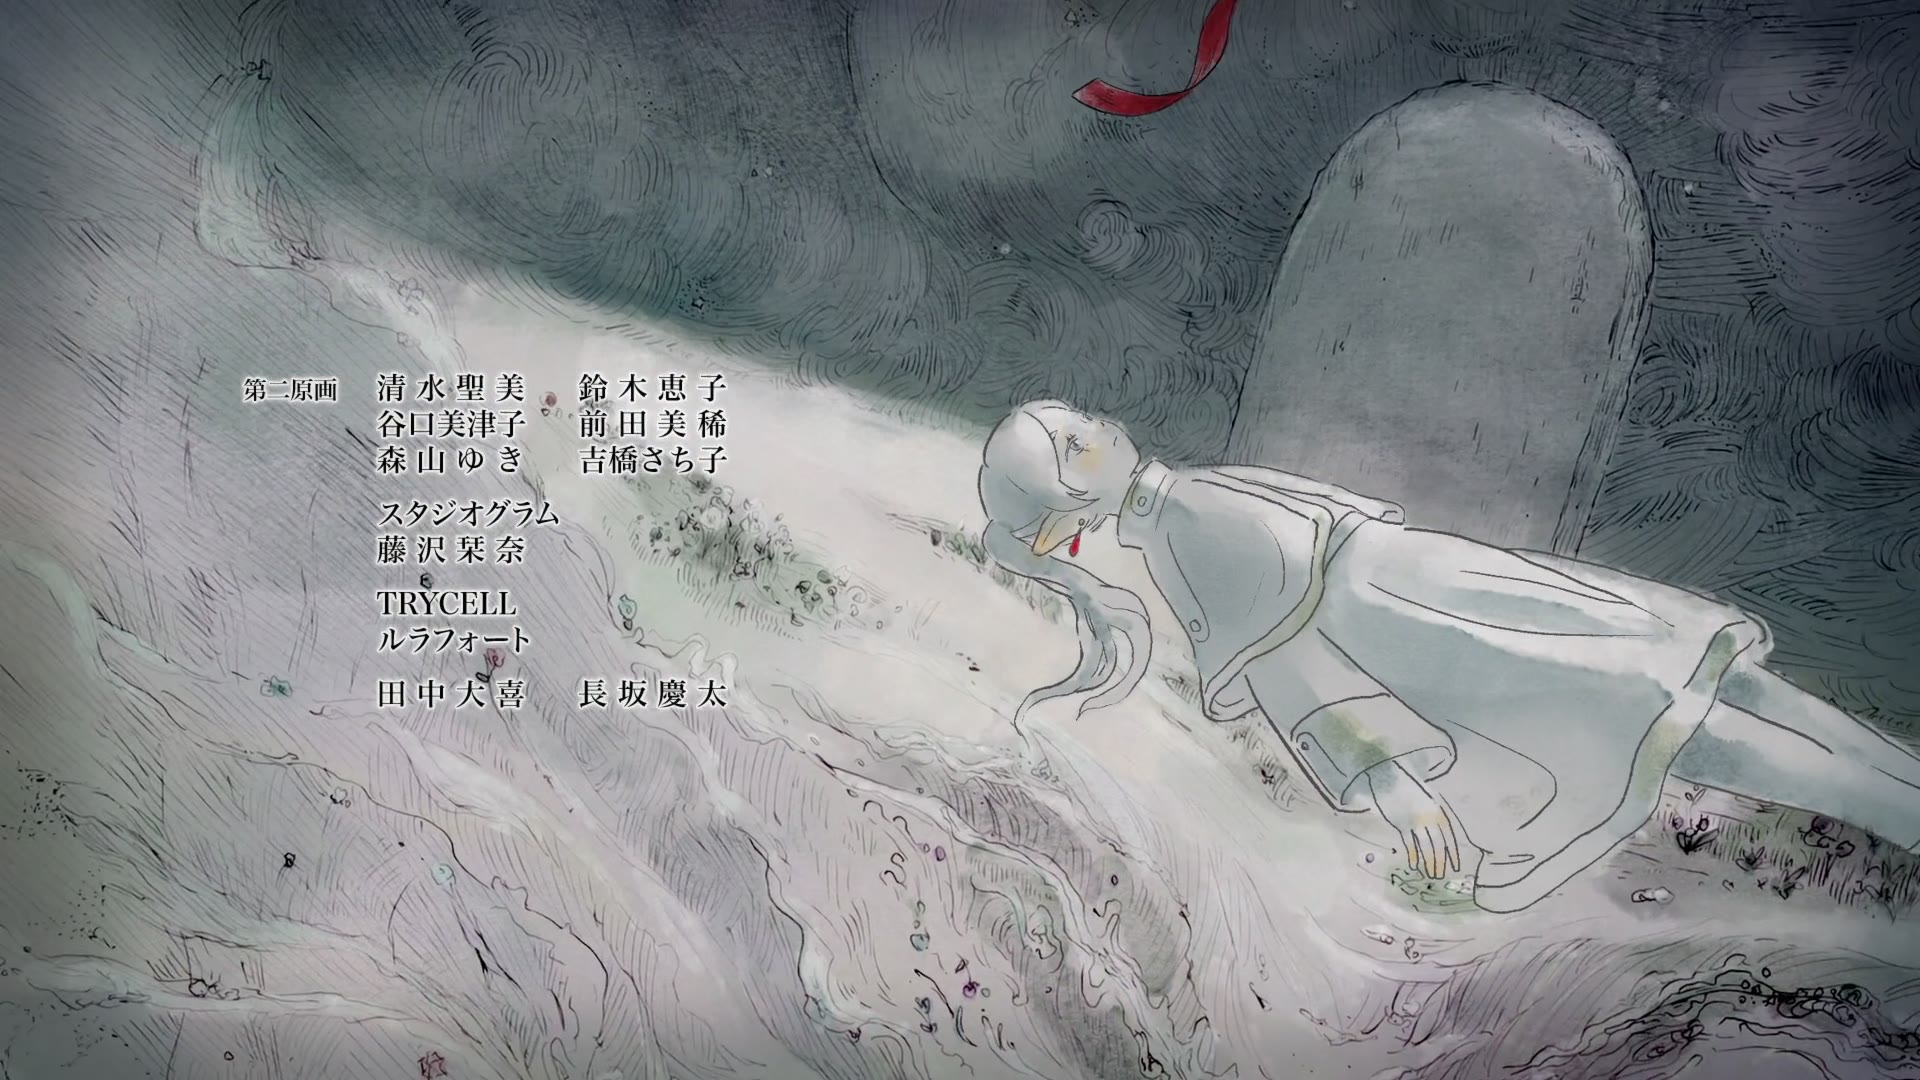 第二原画 清水聖美 鈴木恵子
谷口美津子 前田美稀
森山ゆき 吉橋さち子
スタジオグラム
藤沢栞奈
TRYCELL
ルラフォート
田中大喜 長坂慶太